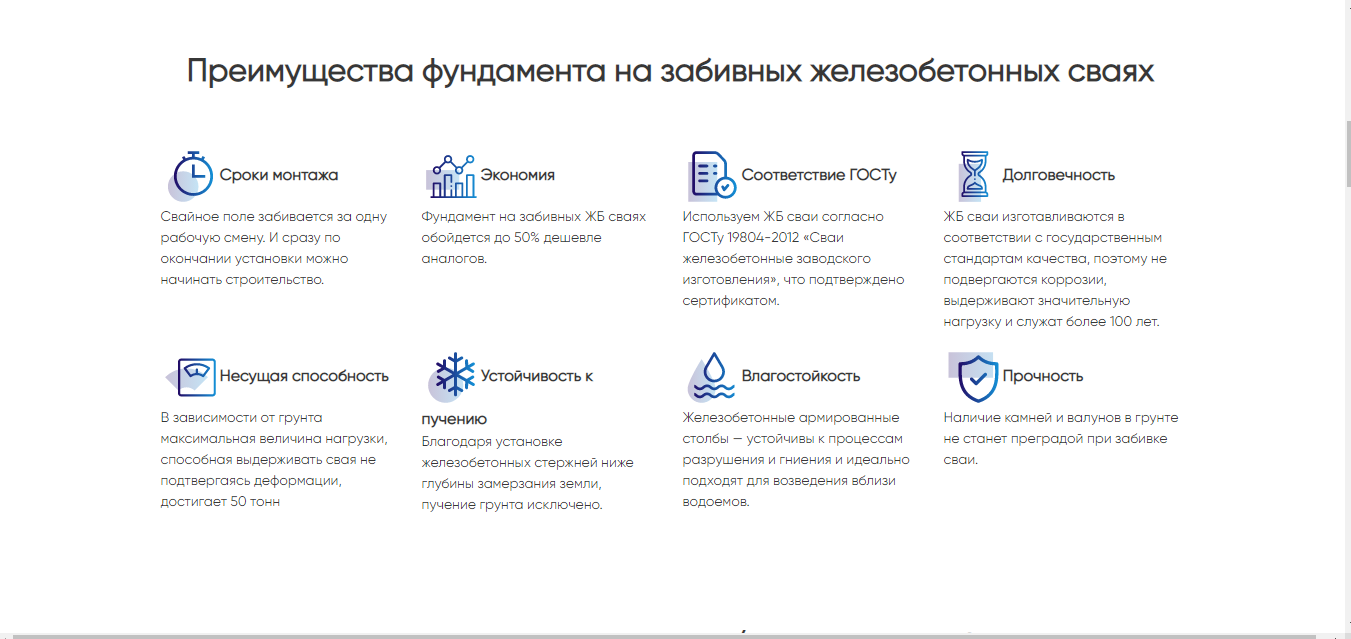 Преимущества фундамента на забивных железобетонных сваях
Сроки монтажа
Свайное поле забивается за одну
рабочую смену. И сразу по
окончании установки можно
начинать строительство.
Экономия
Фундамент на забивных ЖБ сваях
обойдется до 50% дешевле
аналогов.
Соответствие ГОСТу
Используем ЖБ сваи согласно
ГОСТу 19804-2012 «Сваи
железобетонные заводского
изготовления», что подтверждено
сертификатом.
Долговечность
ЖБ сваи изготавливаются в
соответствии с государственным
стандартам качества, поэтому не
подвергаются коррозии,
выдерживают значительную
нагрузку и служат более 100 лет.
Несущая способность
В зависимости от грунта
максимальная величина нагрузки,
способная выдерживать свая не
подтвергаясь деформации,
достигает 50 тонн
Устойчивость к
пучению
Благодаря установке
железобетонных стержней ниже
глубины замерзания земли,
пучение грунта исключено.
Влагостойкость
Железобетонные армированные
столбы — устойчивы к процессам
разрушения и гниения и идеально
подходят для возведения вблизи
водоемов.
Прочность
Наличие камней и валунов в грунте
не станет преградой при забивке
сваи.